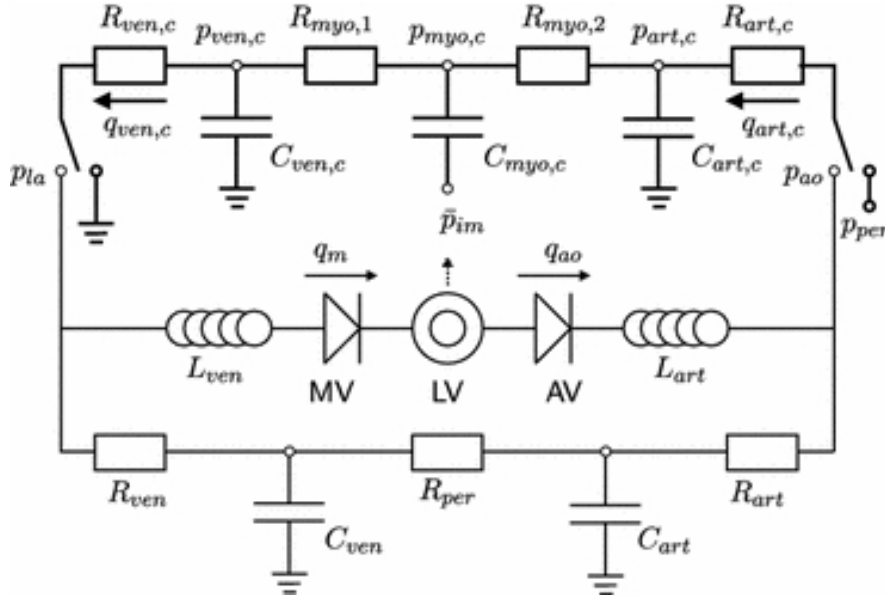 R_{ven,c} p_{ven,c} R_{myo,1} p_{myo,c} R_{myo,2} p_{art,c} R_{art,c}
q_{ven,c} q_{art,c}
C_{ven,c} C_{myo,c} C_{art,c}
p_{la} p_{ao}
p̄_{im} p_{per}
q_m q_{ao}
L_{ven} L_{art}
MV LV AV
R_{ven} R_{per} R_{art}
C_{ven} C_{art}